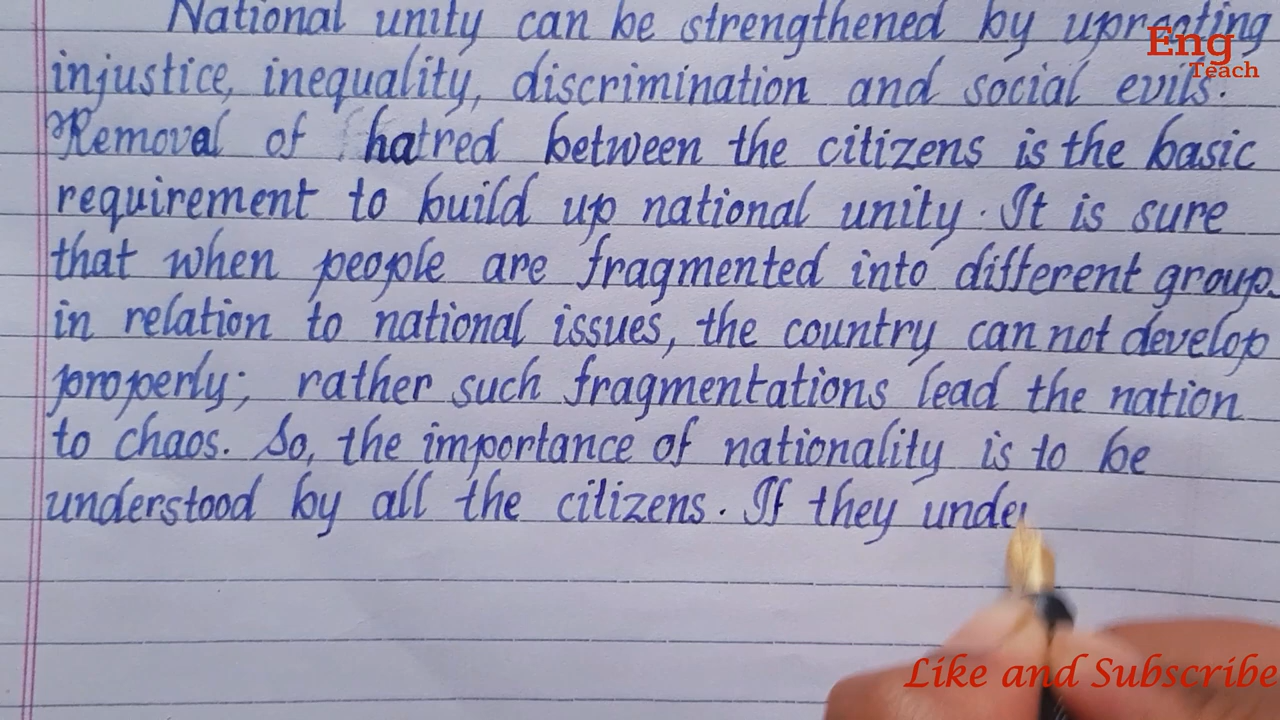 National unity can be strengthened by uprooting
injustice, inequality, discrimination and social evils.
Removal of hatred between the citizens is the basic
requirement to build up national unity. It is sure
that when people are fragmented into different group
in relation to national issues, the country can not develop
properly; rather such fragmentations lead the nation
to chaos. So, the importance of nationality is to be
understood by all the citizens. If they unde
Eng
Teach
Like and Subscribe